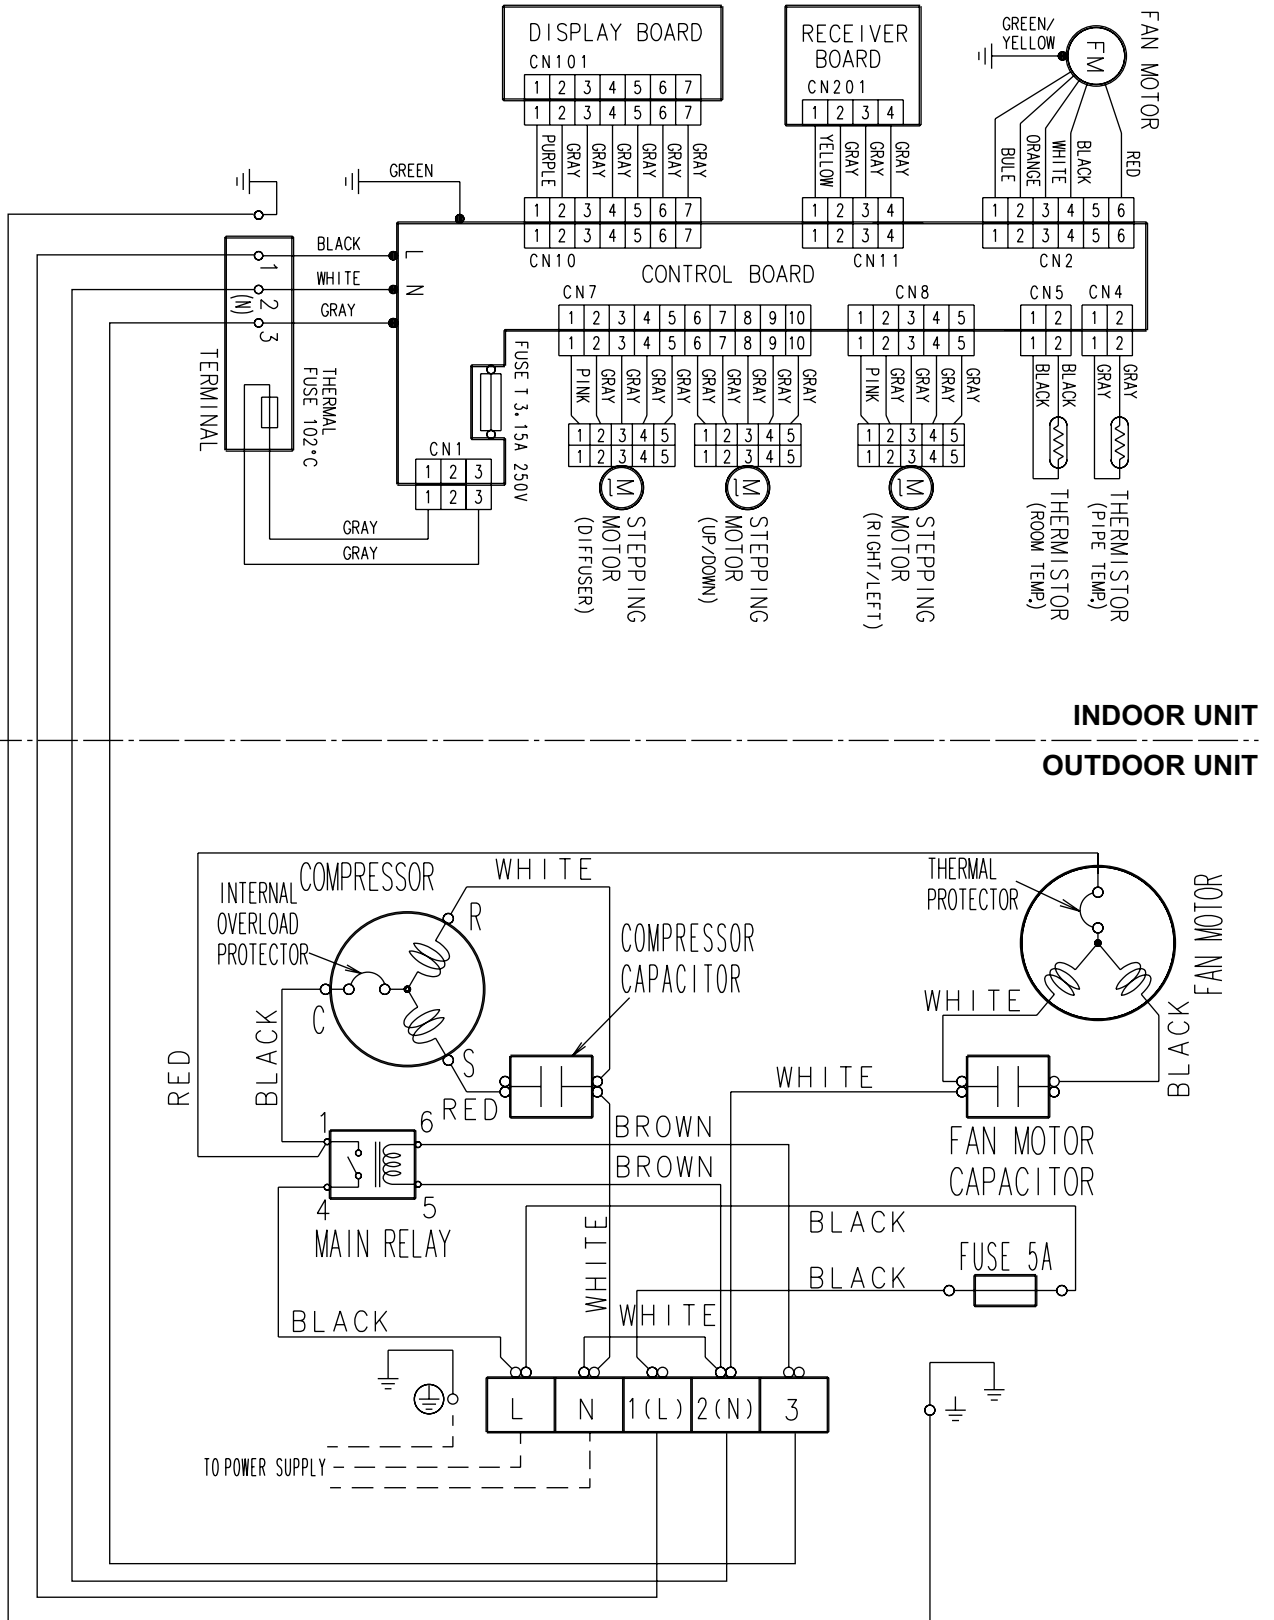 DISPLAY BOARD
CN101
1 2 3 4 5 6 7
1 2 3 4 5 6 7
PURPLE GRAY GRAY GRAY GRAY GRAY GRAY
1 2 3 4 5 6 7
1 2 3 4 5 6 7
CN10
RECEIVER
BOARD
CN201
1 2 3 4
YELLOW GRAY GRAY GRAY
1 2 3 4
1 2 3 4
CN11
GREEN/
YELLOW
FM
FAN MOTOR
BULE ORANGE WHITE BLACK RED
1 2 3 4 5 6
1 2 3 4 5 6
CN2
GREEN
BLACK
WHITE
GRAY
L
N
1
2
(N)
3
TERMINAL
THERMAL
FUSE 102°C
CONTROL BOARD
FUSE T 3.15A 250V
CN1
1 2 3
1 2 3
GRAY
GRAY
CN7
1 2 3 4 5 6 7 8 9 10
1 2 3 4 5 6 7 8 9 10
PINK GRAY GRAY GRAY GRAY GRAY GRAY GRAY GRAY GRAY
1 2 3 4 5
1 2 3 4 5
M
STEPPING
MOTOR
(DIFFUSER)
1 2 3 4 5
1 2 3 4 5
M
STEPPING
MOTOR
(UP/DOWN)
CN8
1 2 3 4 5
1 2 3 4 5
PINK GRAY GRAY GRAY GRAY
1 2 3 4 5
1 2 3 4 5
M
STEPPING
MOTOR
(RIGHT/LEFT)
CN5
1 2
1 2
BLACK BLACK
THERMISTOR
(ROOM TEMP.)
CN4
1 2
1 2
GRAY GRAY
THERMISTOR
(PIPE TEMP.)
INDOOR UNIT
OUTDOOR UNIT
COMPRESSOR
INTERNAL
OVERLOAD
PROTECTOR
R
C
S
WHITE
COMPRESSOR
CAPACITOR
RED
BLACK
RED
THERMAL
PROTECTOR
FAN MOTOR
WHITE
BLACK
WHITE
FAN MOTOR
CAPACITOR
1
6
4
5
MAIN RELAY
BROWN
BROWN
BLACK
FUSE 5A
BLACK
WHITE
WHITE
BLACK
L N 1(L) 2(N) 3
TO POWER SUPPLY